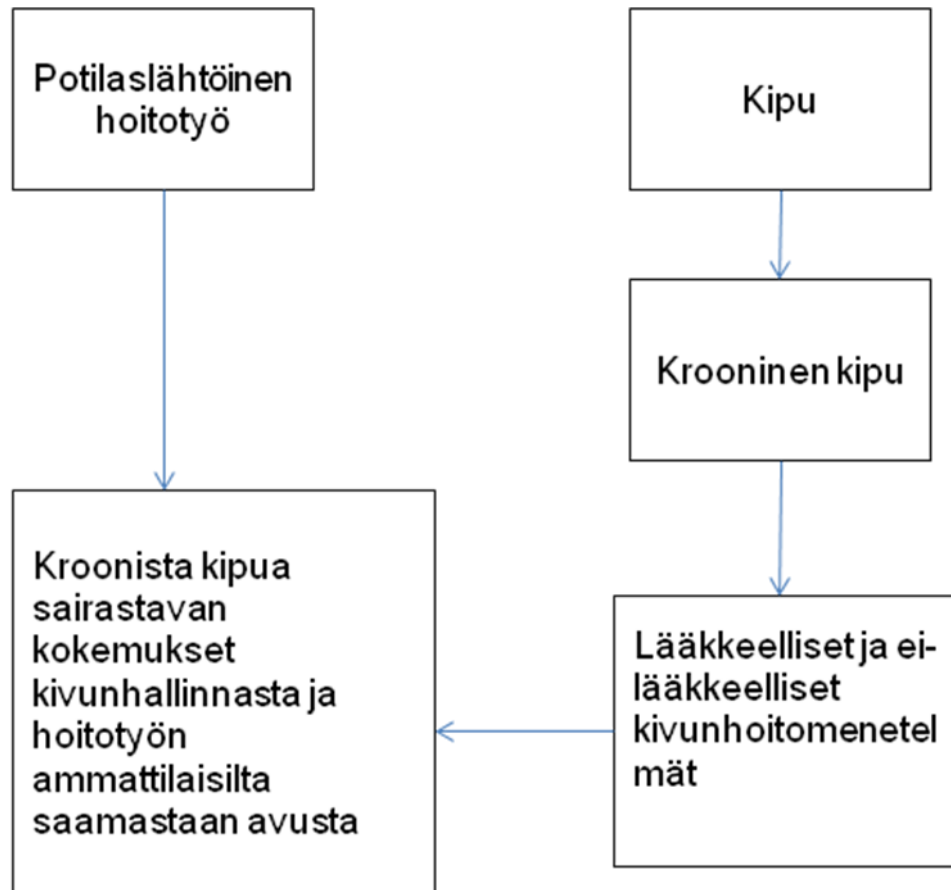 Potilaslähtöinen
hoitotyö
Kipu
Krooninen kipu
Kroonista kipua
sairastavan
kokemukset
kivunhallinnasta ja
hoitotyön
ammattilaisilta
saamastaan avusta
Lääkkeelliset ja ei-
lääkkeelliset
kivunhoitomenetel
mät